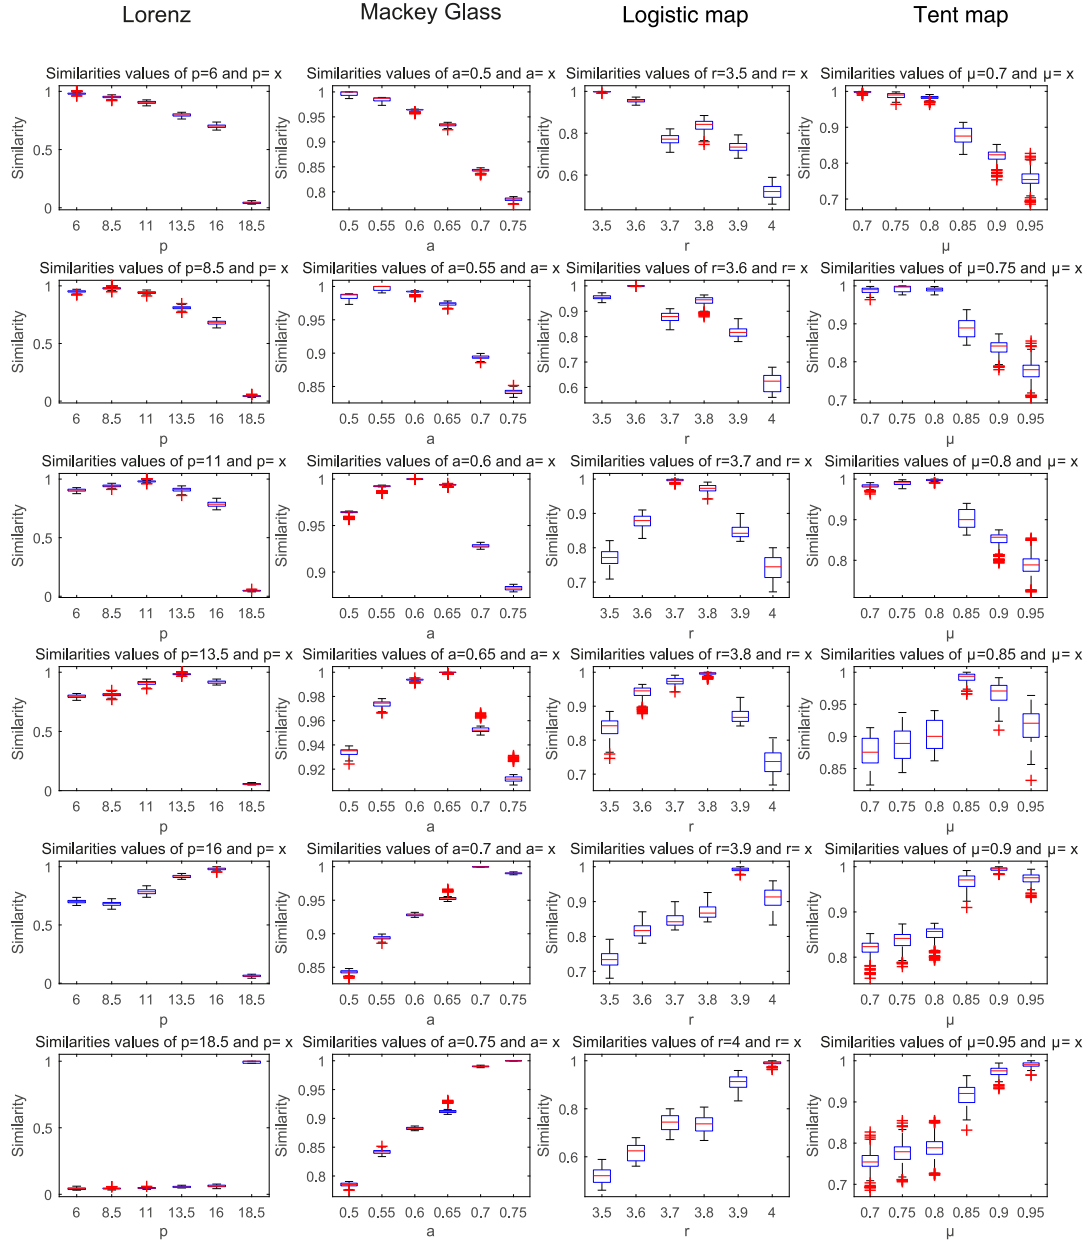 Lorenz Mackey Glass Logistic map Tent map
Similarities values of p=6 and p= x Similarities values of a=0.5 and a= x Similarities values of r=3.5 and r= x Similarities values of μ=0.7 and μ= x
Similarity 1 0.5 0 Similarity 1 0.95 0.9 0.85 0.8 Similarity 1 0.8 0.6 Similarity 1 0.9 0.8 0.7
6 8.5 11 13.5 16 18.5 0.5 0.55 0.6 0.65 0.7 0.75 3.5 3.6 3.7 3.8 3.9 4 0.7 0.75 0.8 0.85 0.9 0.95
p a r μ
Similarities values of p=8.5 and p= x Similarities values of a=0.55 and a= x Similarities values of r=3.6 and r= x Similarities values of μ=0.75 and μ= x
Similarity 1 0.5 0 Similarity 1 0.95 0.9 0.85 Similarity 1 0.9 0.8 0.7 0.6 Similarity 1 0.9 0.8 0.7
6 8.5 11 13.5 16 18.5 0.5 0.55 0.6 0.65 0.7 0.75 3.5 3.6 3.7 3.8 3.9 4 0.7 0.75 0.8 0.85 0.9 0.95
p a r μ
Similarities values of p=11 and p= x Similarities values of a=0.6 and a= x Similarities values of r=3.7 and r= x Similarities values of μ=0.8 and μ= x
Similarity 1 0.5 0 Similarity 1 0.95 0.9 Similarity 1 0.9 0.8 0.7 Similarity 1 0.9 0.8
6 8.5 11 13.5 16 18.5 0.5 0.55 0.6 0.65 0.7 0.75 3.5 3.6 3.7 3.8 3.9 4 0.7 0.75 0.8 0.85 0.9 0.95
p a r μ
Similarities values of p=13.5 and p= x Similarities values of a=0.65 and a= x Similarities values of r=3.8 and r= x Similarities values of μ=0.85 and μ= x
Similarity 1 0.5 0 Similarity 1 0.98 0.96 0.94 0.92 Similarity 1 0.9 0.8 0.7 Similarity 1 0.95 0.9 0.85
6 8.5 11 13.5 16 18.5 0.5 0.55 0.6 0.65 0.7 0.75 3.5 3.6 3.7 3.8 3.9 4 0.7 0.75 0.8 0.85 0.9 0.95
p a r μ
Similarities values of p=16 and p= x Similarities values of a=0.7 and a= x Similarities values of r=3.9 and r= x Similarities values of μ=0.9 and μ= x
Similarity 1 0.5 0 Similarity 1 0.95 0.9 0.85 Similarity 1 0.9 0.8 0.7 Similarity 1 0.9 0.8
6 8.5 11 13.5 16 18.5 0.5 0.55 0.6 0.65 0.7 0.75 3.5 3.6 3.7 3.8 3.9 4 0.7 0.75 0.8 0.85 0.9 0.95
p a r μ
Similarities values of p=18.5 and p= x Similarities values of a=0.75 and a= x Similarities values of r=4 and r= x Similarities values of μ=0.95 and μ= x
Similarity 1 0.5 0 Similarity 1 0.95 0.9 0.85 0.8 Similarity 1 0.8 0.6 Similarity 1 0.9 0.8 0.7
6 8.5 11 13.5 16 18.5 0.5 0.55 0.6 0.65 0.7 0.75 3.5 3.6 3.7 3.8 3.9 4 0.7 0.75 0.8 0.85 0.9 0.95
p a r μ